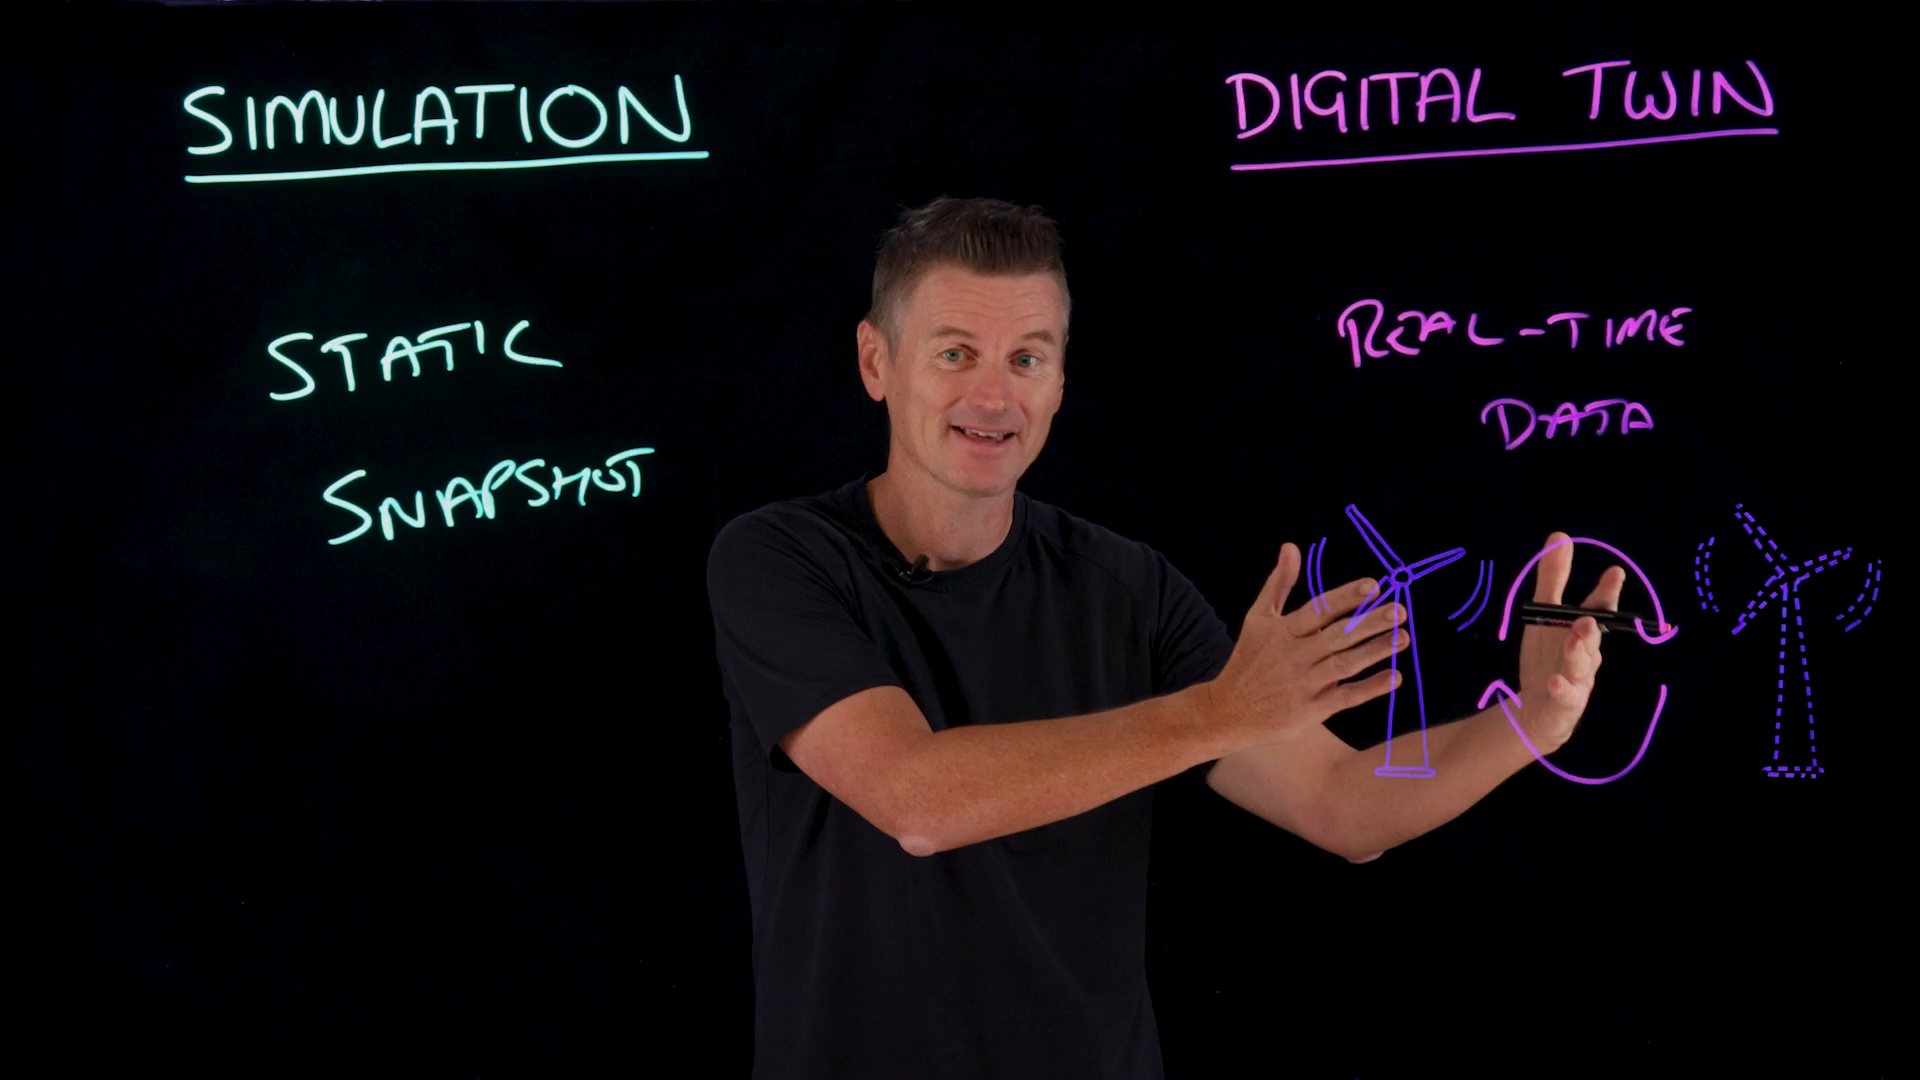 SIMULATION
STATIC
SNAPSHOT
DIGITAL TWIN
REAL-TIME
DATA